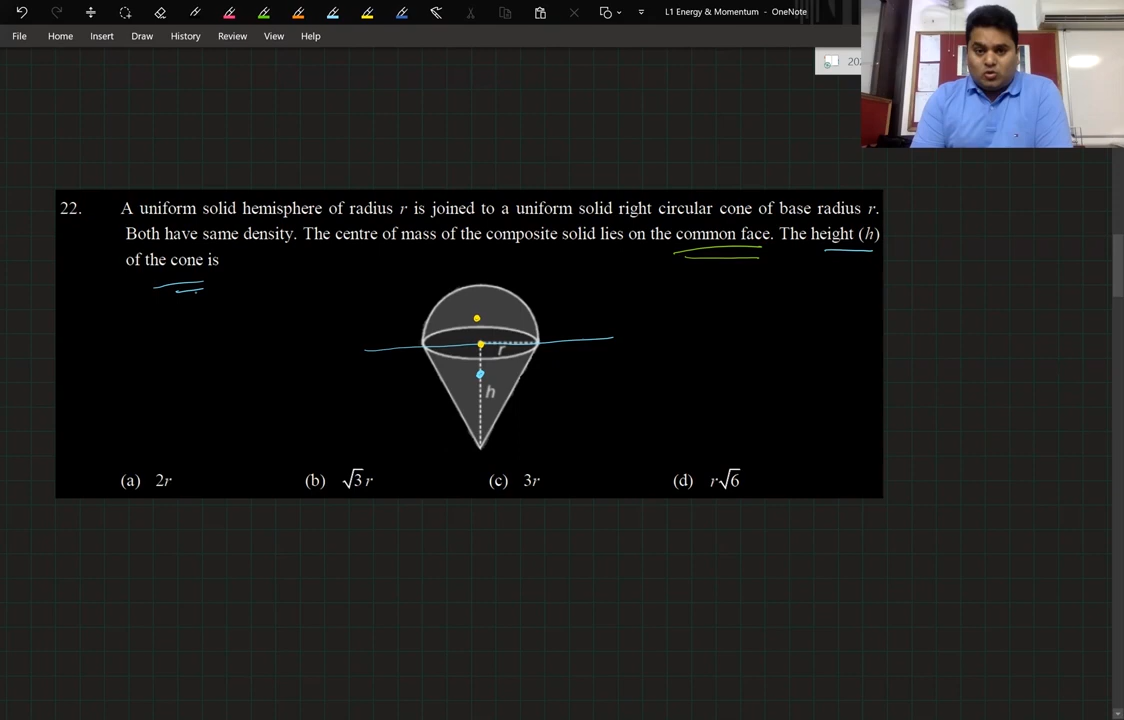 L1 Energy & Momentum - OneNote
File Home Insert Draw History Review View Help
22. A uniform solid hemisphere of radius r is joined to a uniform solid right circular cone of base radius r.
Both have same density. The centre of mass of the composite solid lies on the common face. The height (h)
of the cone is
r
h
(a) 2r (b) √3 r (c) 3r (d) r√6